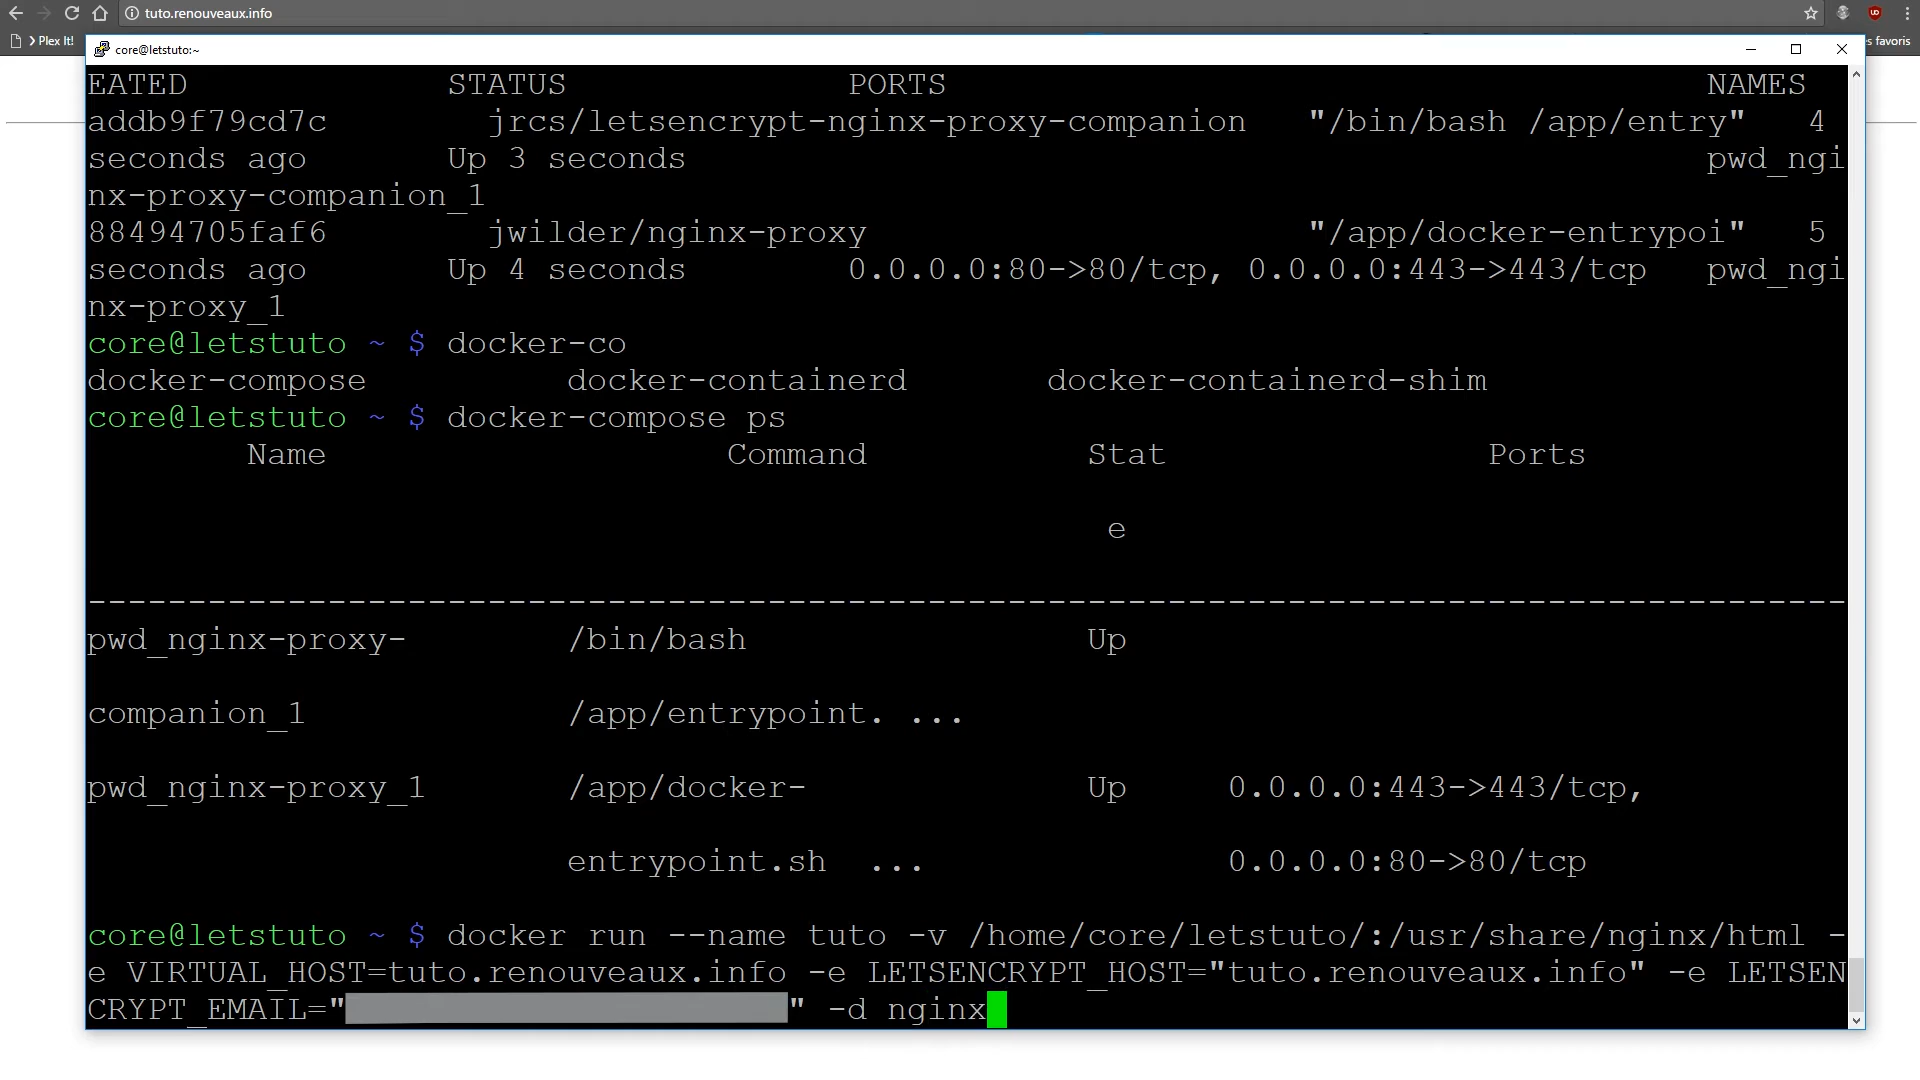 tuto.renouveaux.info
Plex It!
es favoris
core@letstuto:~
EATED STATUS PORTS NAMES
addb9f79cd7c jrcs/letsencrypt-nginx-proxy-companion "/bin/bash /app/entry" 4
seconds ago Up 3 seconds pwd_ngi
nx-proxy-companion_1
88494705faf6 jwilder/nginx-proxy "/app/docker-entrypoi" 5
seconds ago Up 4 seconds 0.0.0.0:80->80/tcp, 0.0.0.0:443->443/tcp pwd_ngi
nx-proxy_1
core@letstuto ~ $ docker-co
docker-compose docker-containerd docker-containerd-shim
core@letstuto ~ $ docker-compose ps
Name Command Stat Ports
e
-----------------------------------------------------------------------------------------
pwd_nginx-proxy- /bin/bash Up
companion_1 /app/entrypoint. ...
pwd_nginx-proxy_1 /app/docker- Up 0.0.0.0:443->443/tcp,
entrypoint.sh ... 0.0.0.0:80->80/tcp
core@letstuto ~ $ docker run --name tuto -v /home/core/letstuto/:/usr/share/nginx/html -
e VIRTUAL_HOST=tuto.renouveaux.info -e LETSENCRYPT_HOST="tuto.renouveaux.info" -e LETSEN
CRYPT_EMAIL="" -d nginx